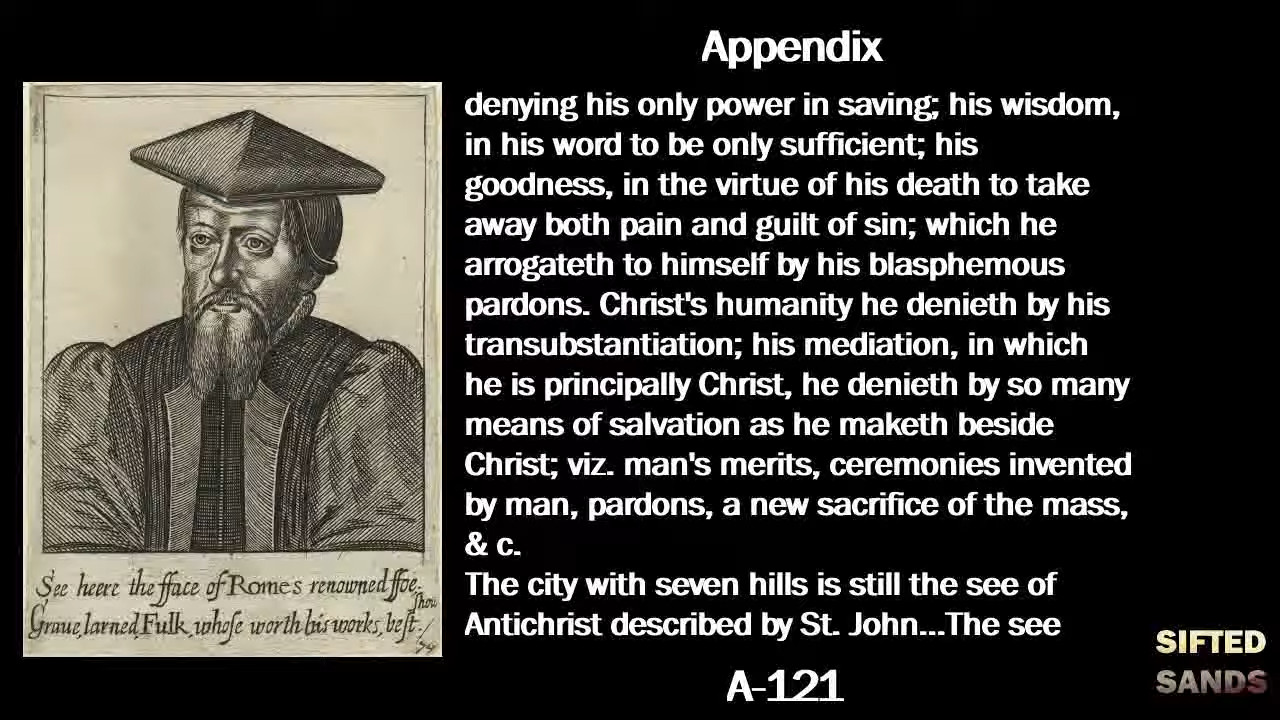 Appendix
denying his only power in saving; his wisdom,
in his word to be only sufficient; his
goodness, in the virtue of his death to take
away both pain and guilt of sin; which he
arrogateth to himself by his blasphemous
pardons. Christ's humanity he denieth by his
transubstantiation; his mediation, in which
he is principally Christ, he denieth by so many
means of salvation as he maketh beside
Christ; viz. man's merits, ceremonies invented
by man, pardons, a new sacrifice of the mass,
& c.
The city with seven hills is still the see of
Antichrist described by St. John...The see
See heere the fface of Romes renowned ffoe.
Graue, larned Fulk, whoſe worth his works, beſt
ſhow
A-121
SIFTED
SANDS